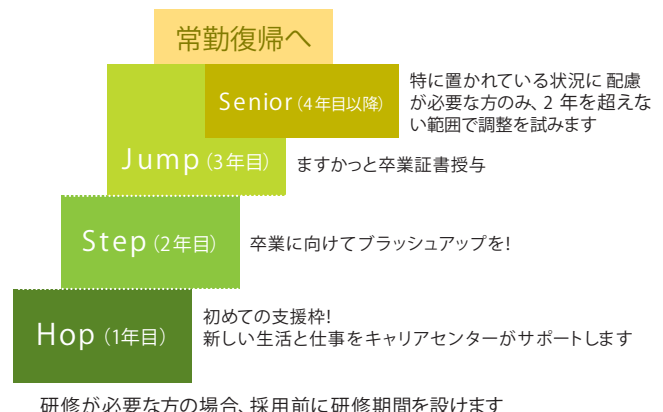 常勤復帰へ
Senior（4年目以降）
特に置かれている状況に配慮
が必要な方のみ、2 年を超えな
い範囲で調整を試みます
Jump（3年目）
ますかっと卒業証書授与
Step（2年目）
卒業に向けてブラッシュアップを!
Hop（1年目）
初めての支援枠!
新しい生活と仕事をキャリアセンターがサポートします
研修が必要な方の場合、採用前に研修期間を設けます